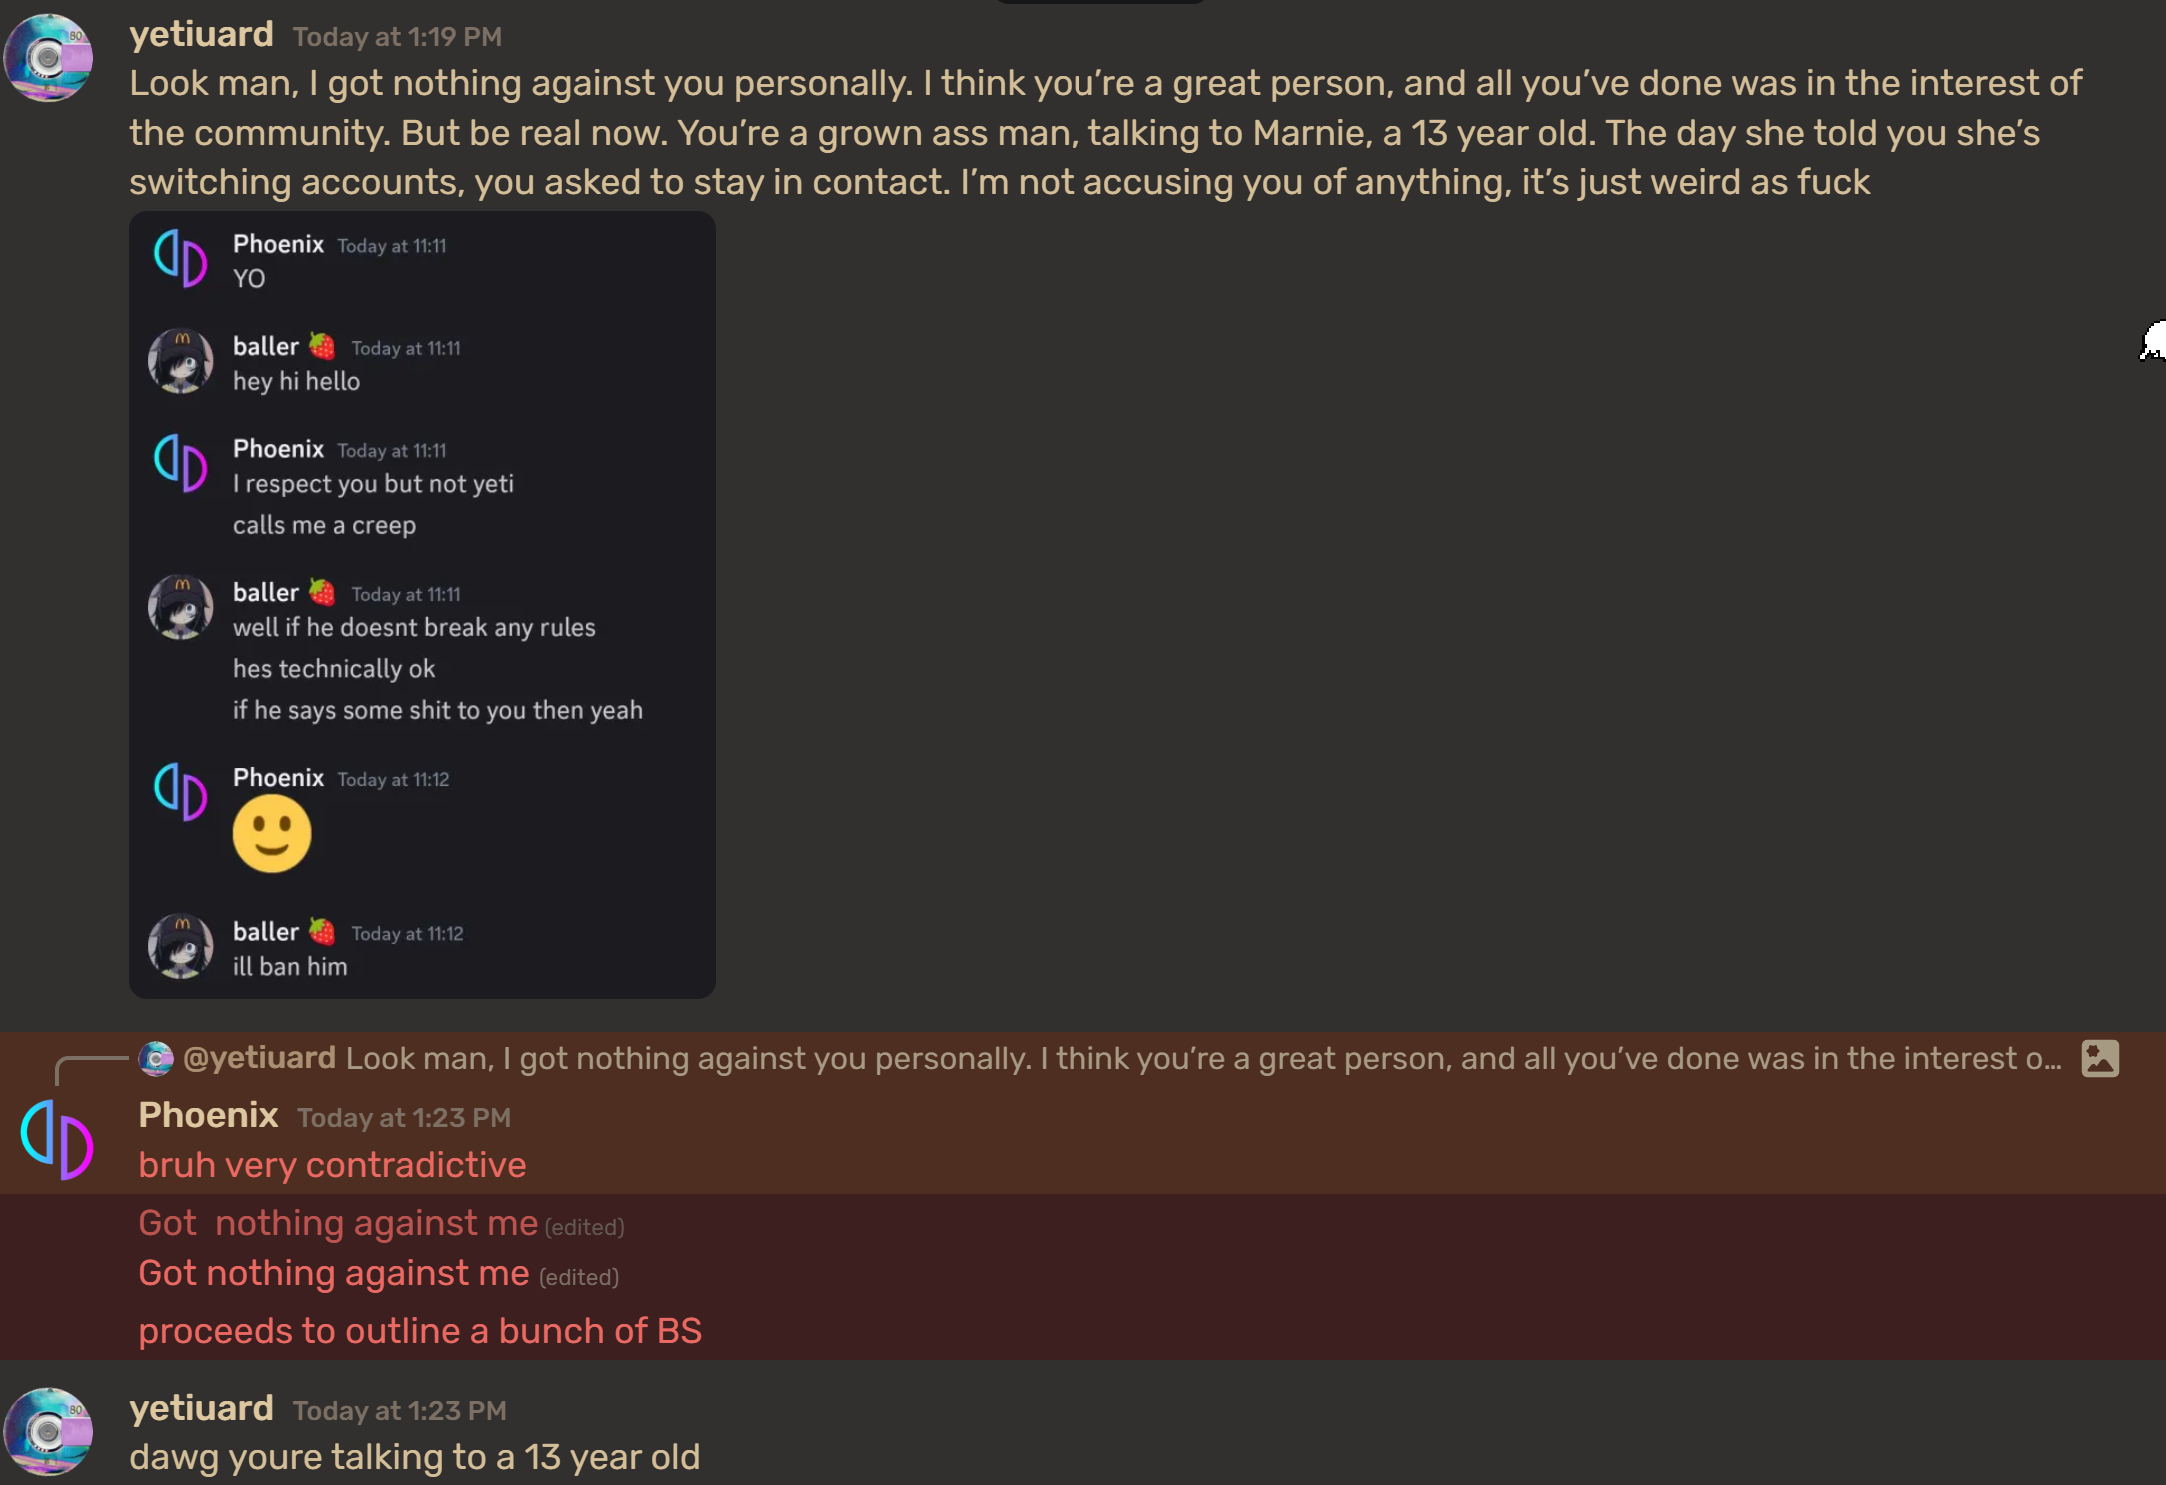 yetiuard Today at 1:19 PM
Look man, I got nothing against you personally. I think you’re a great person, and all you’ve done was in the interest of
the community. But be real now. You’re a grown ass man, talking to Marnie, a 13 year old. The day she told you she’s
switching accounts, you asked to stay in contact. I’m not accusing you of anything, it’s just weird as fuck
Phoenix Today at 11:11
YO
baller 🍓 Today at 11:11
hey hi hello
Phoenix Today at 11:11
I respect you but not yeti
calls me a creep
baller 🍓 Today at 11:11
well if he doesnt break any rules
hes technically ok
if he says some shit to you then yeah
Phoenix Today at 11:12
🙂
baller 🍓 Today at 11:12
ill ban him
@yetiuard Look man, I got nothing against you personally. I think you’re a great person, and all you’ve done was in the interest o...
Phoenix Today at 1:23 PM
bruh very contradictive
Got  nothing against me (edited)
Got nothing against me (edited)
proceeds to outline a bunch of BS
yetiuard Today at 1:23 PM
dawg youre talking to a 13 year old